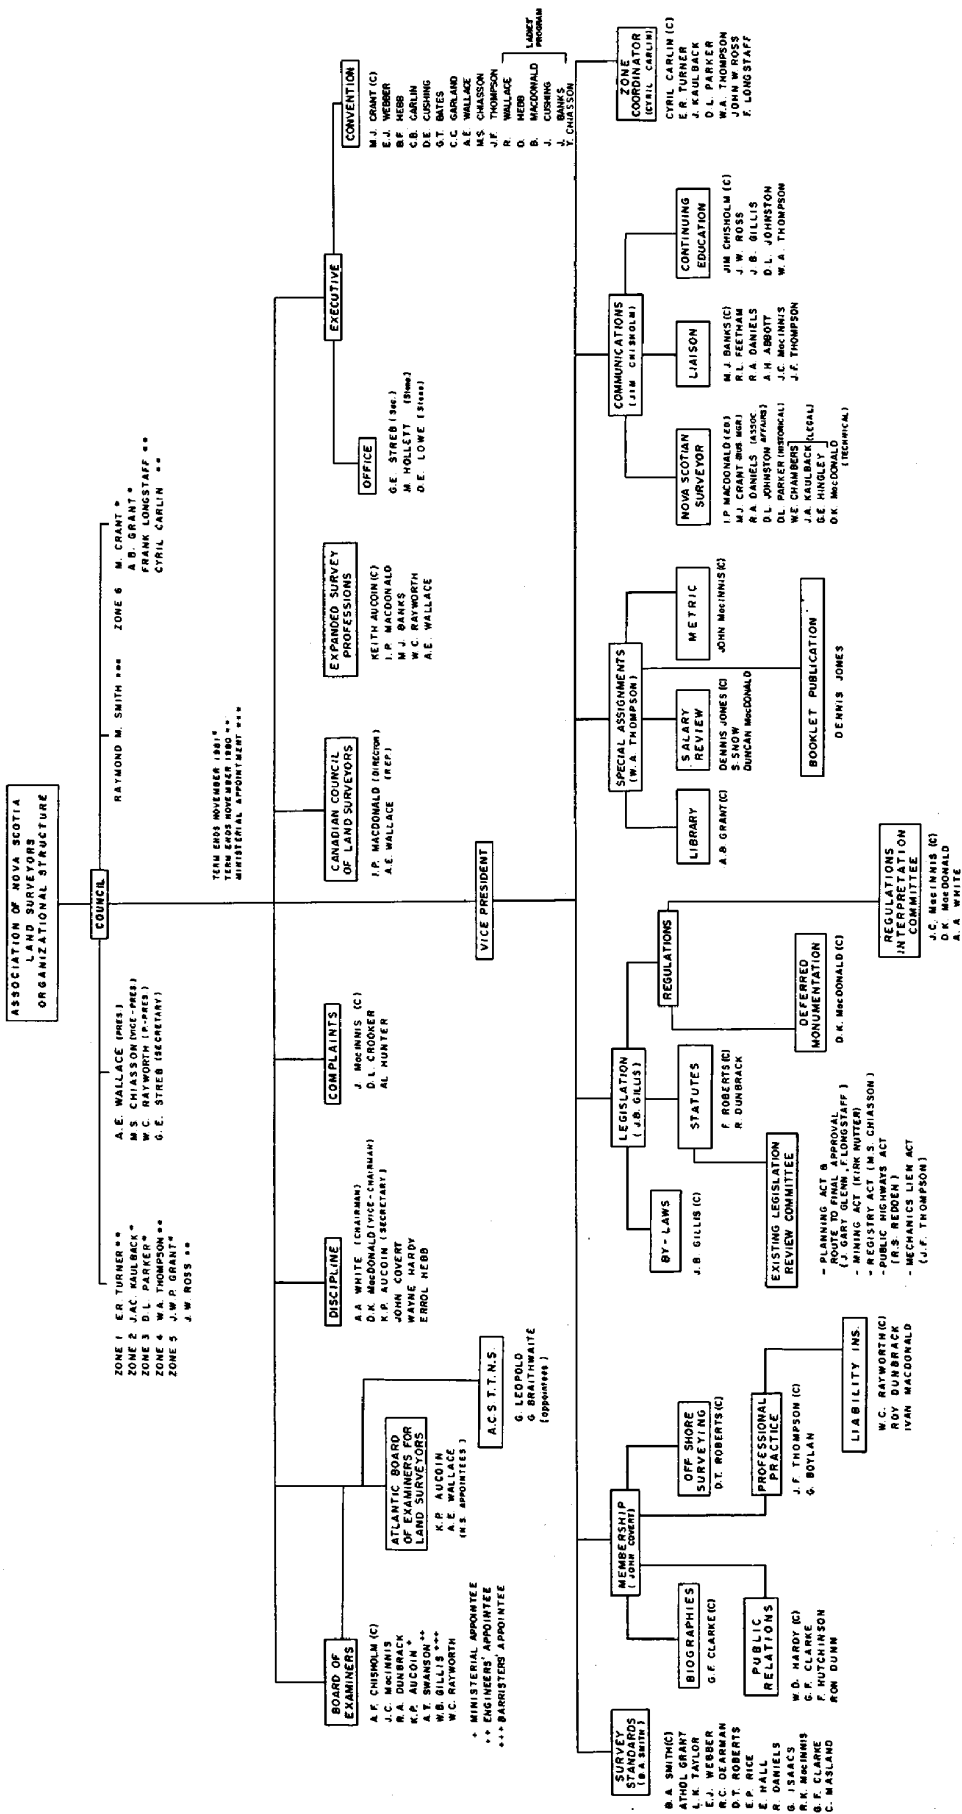 ASSOCIATION OF NOVA SCOTIA
LAND SURVEYORS
ORGANIZATIONAL STRUCTURE
COUNCIL
ZONE 1 E.R. TURNER **
ZONE 2 J.A.C. KAULBACK *
ZONE 3 D.L. PARKER *
ZONE 4 W.A. THOMPSON **
ZONE 5 J.W.P. GRANT *
J.W. ROSS **
A.E. WALLACE (PRES.)
M.S. CHIASSON (VICE-PRES.)
W.C. RAYWORTH (P.-PRES.)
G.E. STREB (SECRETARY)
RAYMOND M. SMITH ***
ZONE 6 M. CRANT *
A.B. GRANT *
FRANK LONGSTAFF **
CYRIL CARLIN **
TERM ENDS NOVEMBER 1981 *
TERM ENDS NOVEMBER 1980 **
MINISTERIAL APPOINTMENT ***
BOARD OF
EXAMINERS
A.F. CHISHOLM (C)
J.C. MacINNIS
R.A. DUNBRACK
K.P. AUCOIN +
A.T. SWANSON ++
W.B. GILLIS +++
W.C. RAYWORTH
+ MINISTERIAL APPOINTEE
++ ENGINEERS' APPOINTEE
+++ BARRISTERS' APPOINTEE
ATLANTIC BOARD
OF EXAMINERS FOR
LAND SURVEYORS
K.P. AUCOIN
A.E. WALLACE
(N.S. APPOINTEES)
A.C.S.T.T.N.S.
G. LEOPOLD
G. BRAITHWAITE
(appointees)
DISCIPLINE
A.A. WHITE (CHAIRMAN)
D.K. MacDONALD (VICE-CHAIRMAN)
K.P. AUCOIN (SECRETARY)
JOHN COVERT
WAYNE HARDY
ERROL HEBB
COMPLAINTS
J. MacINNIS (C)
D.L. CROOKER
AL HUNTER
VICE PRESIDENT
CANADIAN COUNCIL
OF LAND SURVEYORS
I.P. MACDONALD (DIRECTOR)
A.E. WALLACE (REP.)
EXPANDED SURVEY
PROFESSIONS
KEITH AUCOIN (C)
I.P. MACDONALD
M.J. BANKS
W.C. RAYWORTH
A.E. WALLACE
EXECUTIVE
OFFICE
G.E. STREB (Sec.)
M. HOLLETT (Steno)
D.E. LOWE (Steno)
CONVENTION
M.J. CRANT (C)
E.J. WEBBER
B.F. HEBB
C.B. CARLIN
D.E. CUSHING
G.T. BATES
C.C. GARLAND
A.E. WALLACE
M.S. CHIASSON
J.F. THOMPSON
R. WALLACE
O. HEBB
B. MACDONALD
J. CUSHING
J. BANKS
Y. CHIASSON
LADIES'
PROGRAM
SURVEY
STANDARDS
(B.A. SMITH)
B.A. SMITH (C)
ATHOL GRANT
L.K. TAYLOR
E.J. WEBBER
R.C. DEARMAN
D.T. ROBERTS
E.P. RICE
E. HALL
R. DANIELS
G. ISAACS
R.K. MacINNIS
G.F. CLARKE
C. MASLAND
MEMBERSHIP
(JOHN COVERT)
BIOGRAPHIES
G.F. CLARKE (C)
PUBLIC
RELATIONS
W.D. HARDY (C)
G.F. CLARKE
F. HUTCHINSON
RON DUNN
OFF SHORE
SURVEYING
D.T. ROBERTS (C)
PROFESSIONAL
PRACTICE
J.F. THOMPSON (C)
G. BOYLAN
LIABILITY INS.
W.C. RAYWORTH (C)
ROY DUNBRACK
IVAN MACDONALD
LEGISLATION
(J.B. GILLIS)
BY-LAWS
J.B. GILLIS (C)
STATUTES
F. ROBERTS (C)
R. DUNBRACK
EXISTING LEGISLATION
REVIEW COMMITTEE
- PLANNING ACT &
ROUTE TO FINAL APPROVAL
(J. GARY GLENN, F. LONGSTAFF)
- MINING ACT (KIRK NUTTER)
- REGISTRY ACT (M.S. CHIASSON)
- PUBLIC HIGHWAYS ACT
(R.S. REDDEN)
- MECHANICS LIEN ACT
(J.F. THOMPSON)
REGULATIONS
DEFERRED
MONUMENTATION
D.K. MacDONALD (C)
REGULATIONS
INTERPRETATION
COMMITTEE
J.C. MacINNIS (C)
D.K. MacDONALD
A.A. WHITE
SPECIAL ASSIGNMENTS
(W.A. THOMPSON)
LIBRARY
A.B. GRANT (C)
SALARY
REVIEW
DENNIS JONES (C)
S. SNOW
DUNCAN MacDONALD
METRIC
JOHN MacINNIS (C)
BOOKLET PUBLICATION
DENNIS JONES
COMMUNICATIONS
(JIM CHISHOLM)
NOVA SCOTIAN
SURVEYOR
I.P. MACDONALD (ED.)
M.J. CRANT (BUS. MGR.)
R.A. DANIELS (ASSOC.
D.L. JOHNSTON AFFAIRS)
D.L. PARKER (HISTORICAL)
W.E. CHAMBERS
J.A. KAULBACK (LEGAL)
G.E. HINGLEY
D.K. MacDONALD
(TECHNICAL)
LIAISON
M.J. BANKS (C)
R.L. FEETHAM
R.A. DANIELS
A.H. ABBOTT
J.C. MacINNIS
J.F. THOMPSON
CONTINUING
EDUCATION
JIM CHISHOLM (C)
J.W. ROSS
J.B. GILLIS
D.L. JOHNSTON
W.A. THOMPSON
ZONE
COORDINATOR
(CYRIL CARLIN)
CYRIL CARLIN (C)
E.R. TURNER
J. KAULBACK
D.L. PARKER
W.A. THOMPSON
JOHN W. ROSS
F. LONGSTAFF